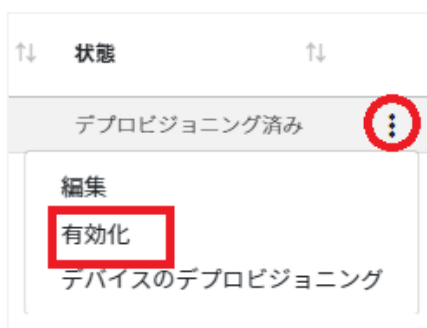 状態
デプロビジョニング済み
編集
有効化
デバイスのデプロビジョニング